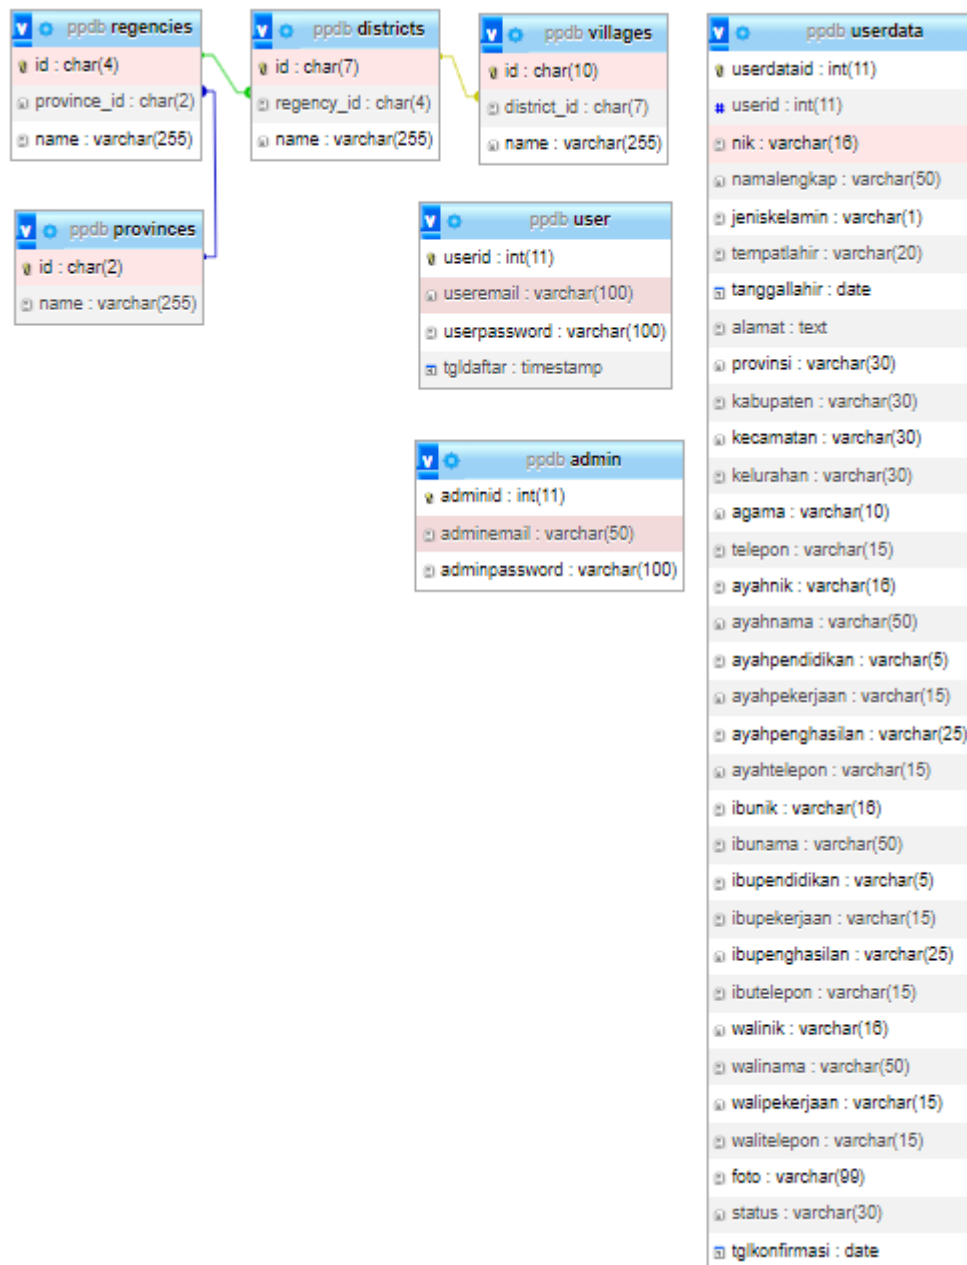 ppdb regencies
id : char(4)
province_id : char(2)
name : varchar(255)
ppdb districts
id : char(7)
regency_id : char(4)
name : varchar(255)
ppdb villages
id : char(10)
district_id : char(7)
name : varchar(255)
ppdb provinces
id : char(2)
name : varchar(255)
ppdb user
userid : int(11)
useremail : varchar(100)
userpassword : varchar(100)
tgldaftar : timestamp
ppdb admin
adminid : int(11)
adminemail : varchar(50)
adminpassword : varchar(100)
ppdb userdata
userdataid : int(11)
# userid : int(11)
nik : varchar(16)
namalengkap : varchar(50)
jeniskelamin : varchar(1)
tempatlahir : varchar(20)
tanggallahir : date
alamat : text
provinsi : varchar(30)
kabupaten : varchar(30)
kecamatan : varchar(30)
kelurahan : varchar(30)
agama : varchar(10)
telepon : varchar(15)
ayahnik : varchar(16)
ayahnama : varchar(50)
ayahpendidikan : varchar(5)
ayahpekerjaan : varchar(15)
ayahpenghasilan : varchar(25)
ayahtelepon : varchar(15)
ibunik : varchar(16)
ibunama : varchar(50)
ibupendidikan : varchar(5)
ibupekerjaan : varchar(15)
ibupenghasilan : varchar(25)
ibutelepon : varchar(15)
walinik : varchar(16)
walinama : varchar(50)
walipekerjaan : varchar(15)
walitelepon : varchar(15)
foto : varchar(99)
status : varchar(30)
tglkonfirmasi : date